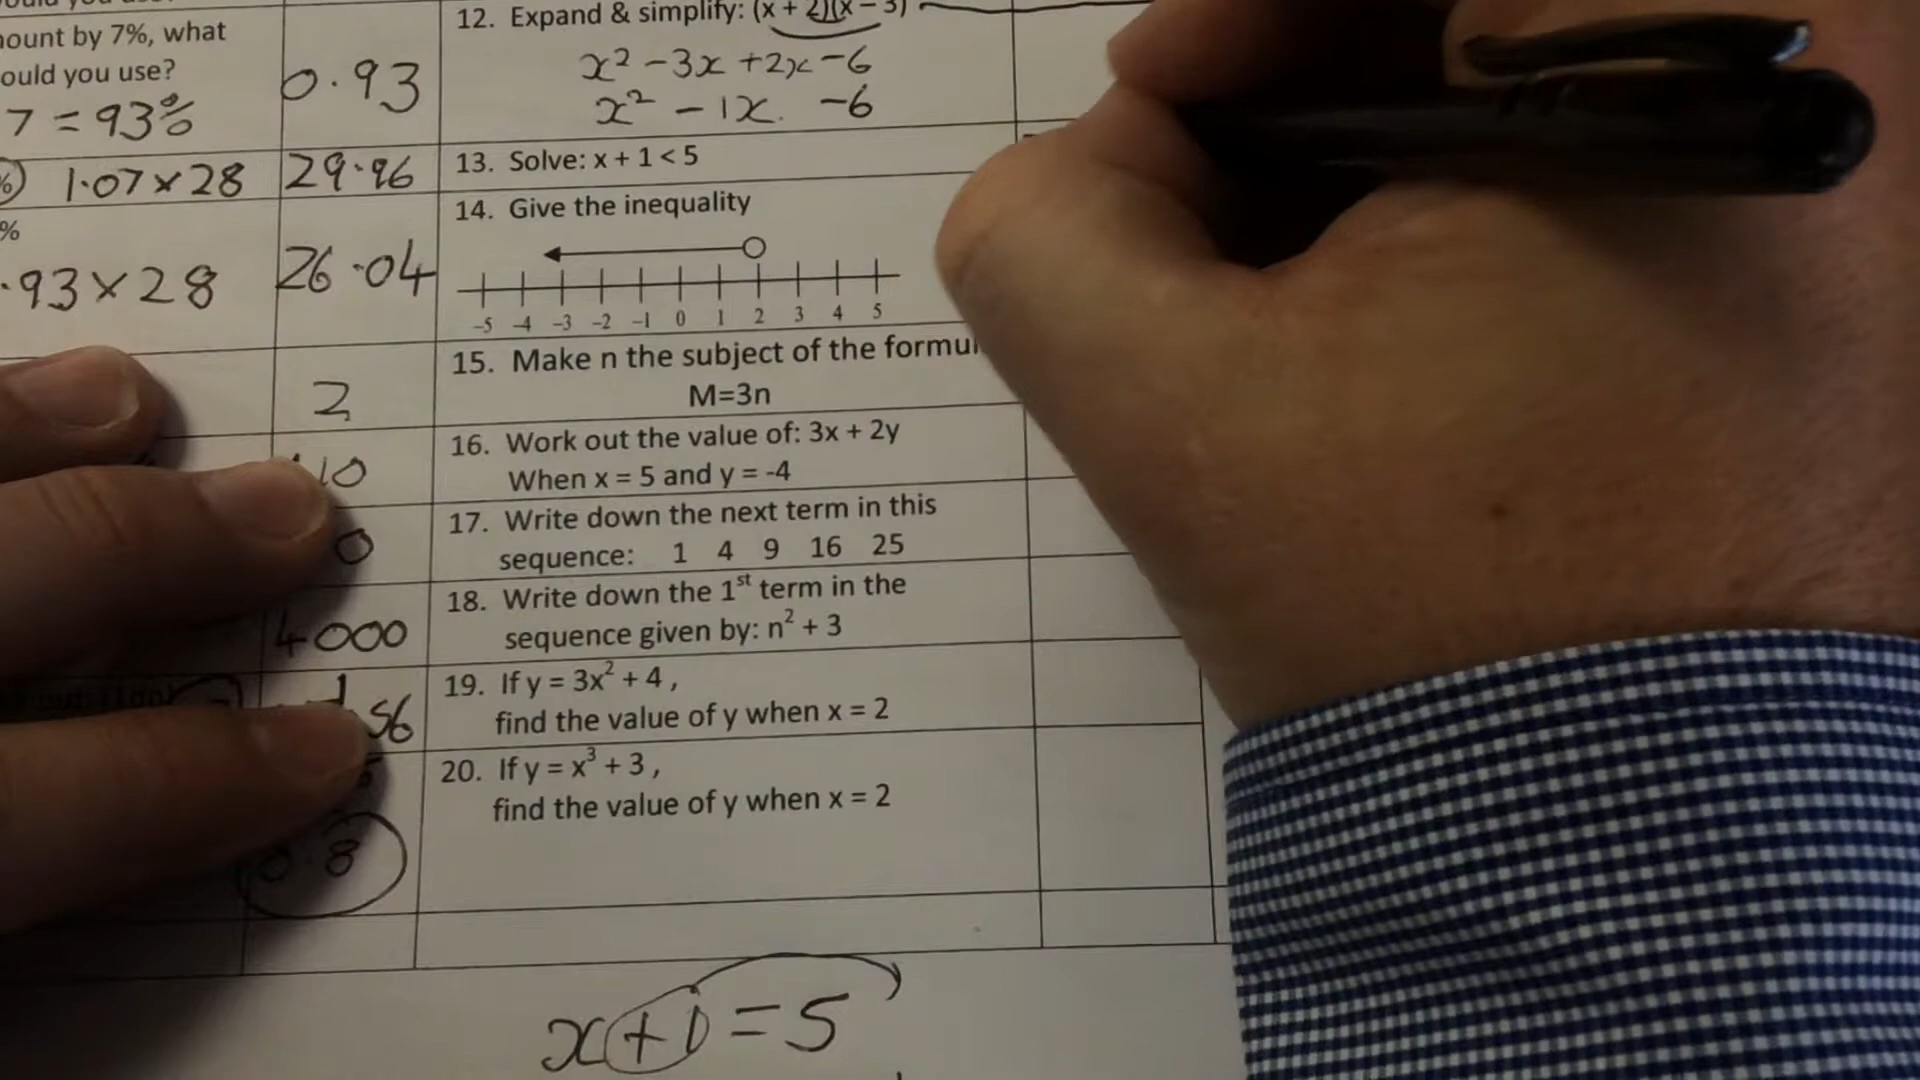 ount by 7%, what
ould you use?
7 = 93%
0.93
%) 1.07 × 28
29.96
%
.93 × 28
26.04
2
10
0
4000
56
0.8
12. Expand & simplify: (x + 2)(x – 3)
x² - 3x + 2x - 6
x² - 1x - 6
13. Solve: x + 1 < 5
14. Give the inequality
-5 -4 -3 -2 -1 0 1 2 3 4 5
15. Make n the subject of the formu
M=3n
16. Work out the value of: 3x + 2y
When x = 5 and y = -4
17. Write down the next term in this
sequence: 1 4 9 16 25
18. Write down the 1st term in the
sequence given by: n² + 3
19. If y = 3x² + 4 ,
find the value of y when x = 2
20. If y = x³ + 3 ,
find the value of y when x = 2
x + 1 = 5